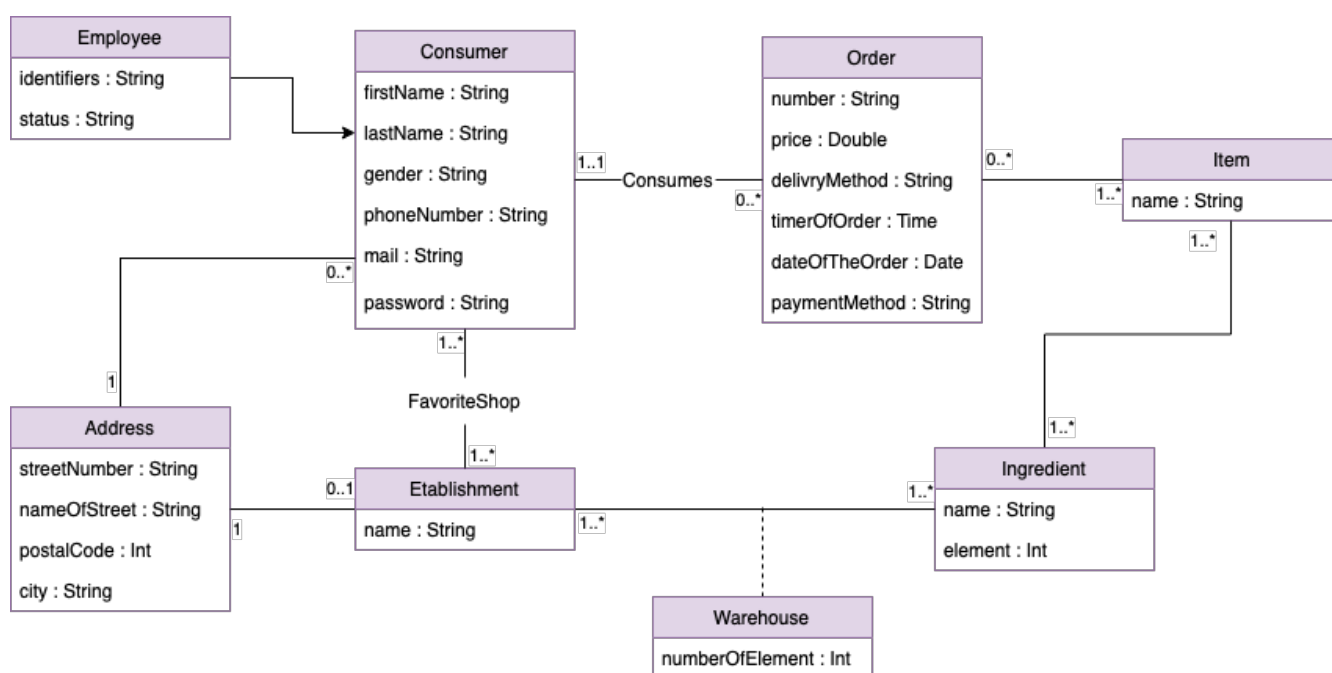 Employee
identifiers : String
status : String
Consumer
firstName : String
lastName : String
gender : String
phoneNumber : String
mail : String
password : String
Order
number : String
price : Double
delivryMethod : String
timerOfOrder : Time
dateOfTheOrder : Date
paymentMethod : String
Item
name : String
1..1
Consumes
0..*
0..*
1..*
1..*
0..*
1
1..*
FavoriteShop
1..*
Address
streetNumber : String
nameOfStreet : String
postalCode : Int
city : String
0..1
1
Etablishment
name : String
1..*
1..*
1..*
Ingredient
name : String
element : Int
Warehouse
numberOfElement : Int